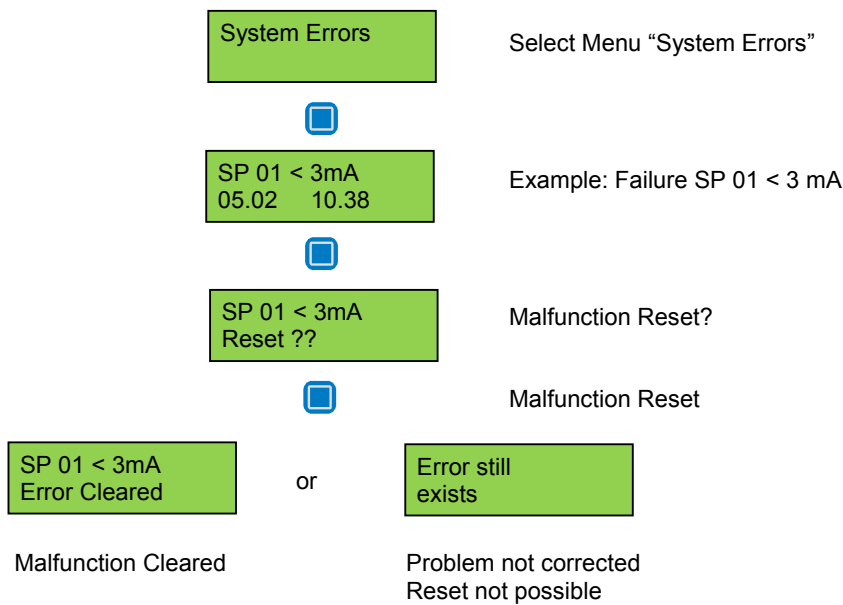 System Errors
Select Menu “System Errors”
SP 01 < 3mA
05.02 10.38
Example: Failure SP 01 < 3 mA
SP 01 < 3mA
Reset ??
Malfunction Reset?
Malfunction Reset
SP 01 < 3mA
Error Cleared
or
Error still
exists
Malfunction Cleared
Problem not corrected
Reset not possible